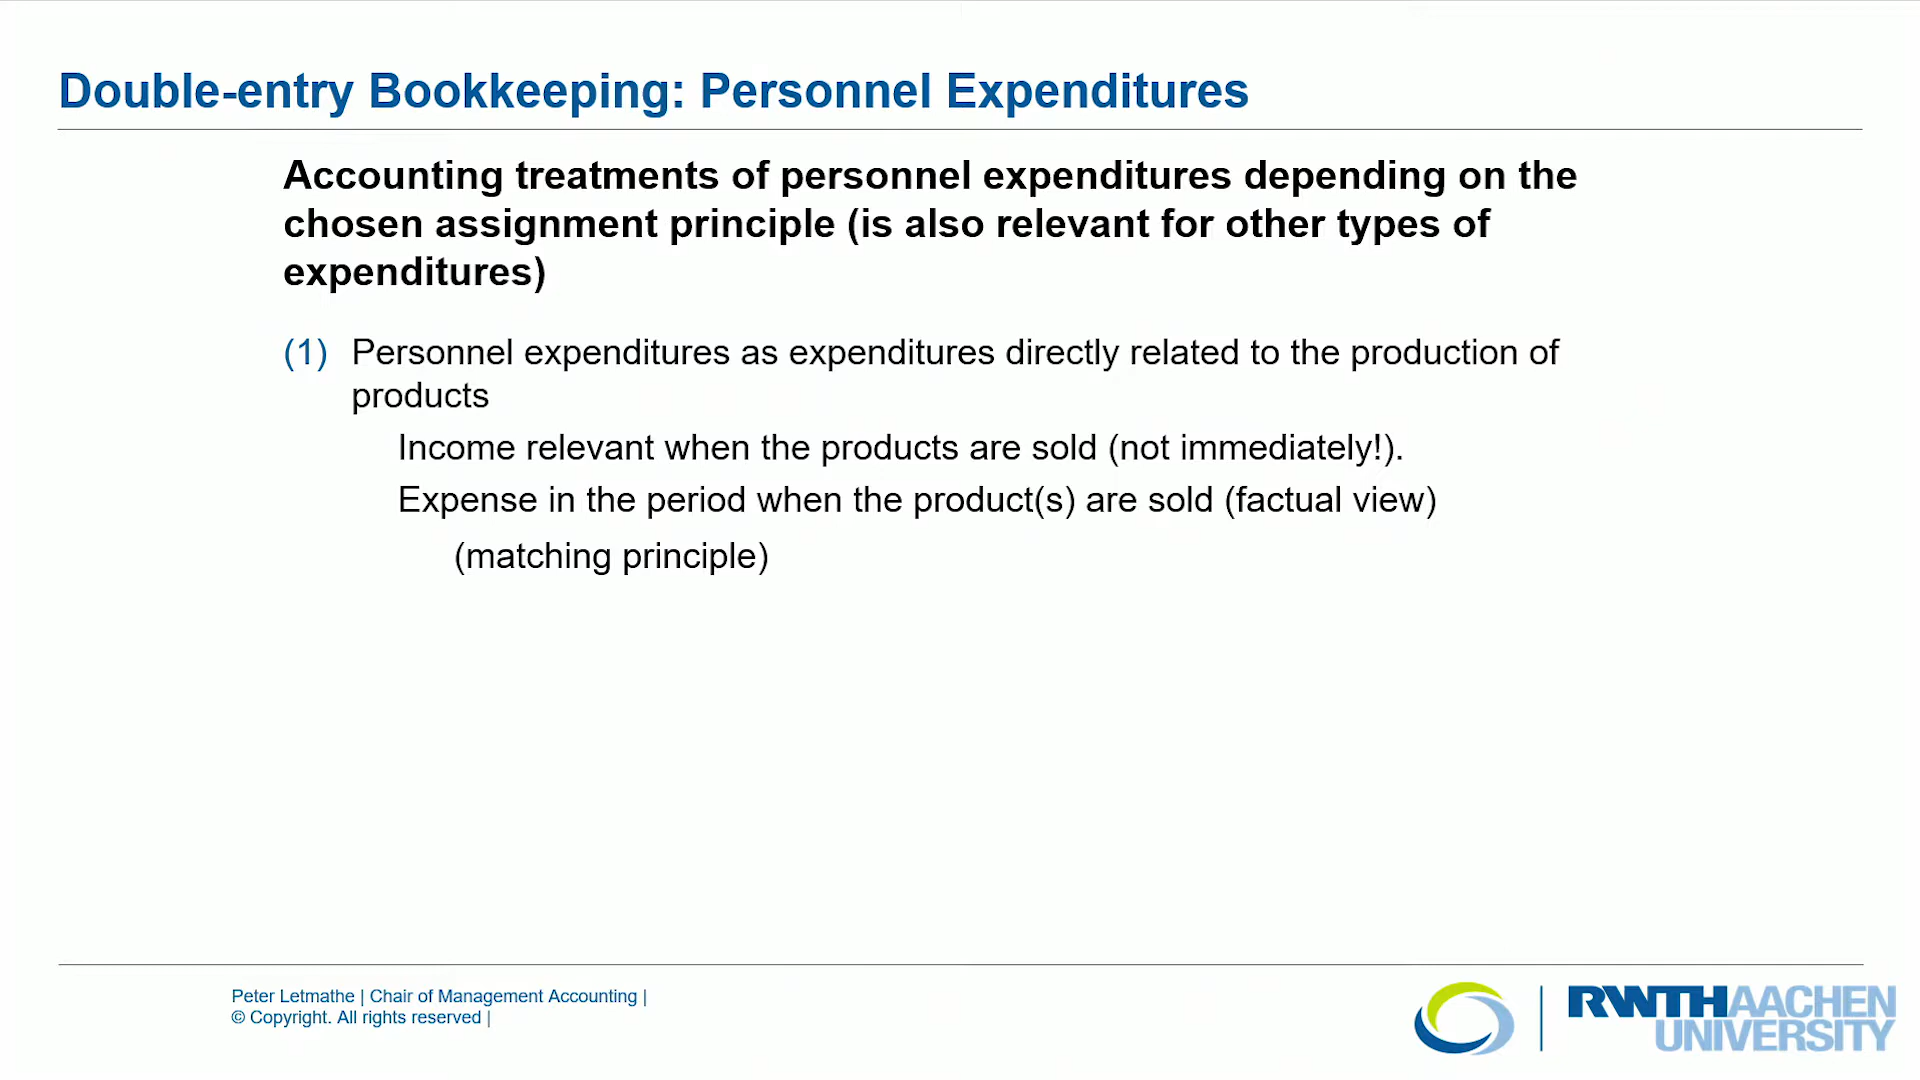 Double-entry Bookkeeping: Personnel Expenditures
Accounting treatments of personnel expenditures depending on the
chosen assignment principle (is also relevant for other types of
expenditures)
(1) Personnel expenditures as expenditures directly related to the production of
products
Income relevant when the products are sold (not immediately!).
Expense in the period when the product(s) are sold (factual view)
(matching principle)
Peter Letmathe | Chair of Management Accounting |
© Copyright. All rights reserved |
RWTHAACHEN
UNIVERSITY